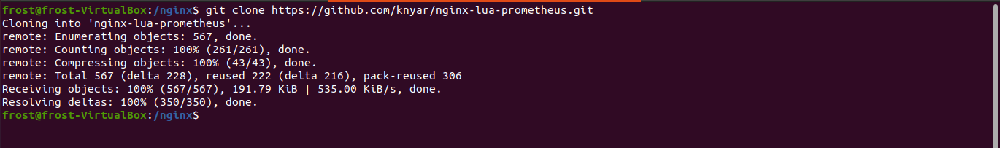 frost@frost-VirtualBox:/nginx$ git clone https://github.com/knyar/nginx-lua-prometheus.git
Cloning into 'nginx-lua-prometheus'...
remote: Enumerating objects: 567, done.
remote: Counting objects: 100% (261/261), done.
remote: Compressing objects: 100% (43/43), done.
remote: Total 567 (delta 228), reused 222 (delta 216), pack-reused 306
Receiving objects: 100% (567/567), 191.79 KiB | 535.00 KiB/s, done.
Resolving deltas: 100% (350/350), done.
frost@frost-VirtualBox:/nginx$